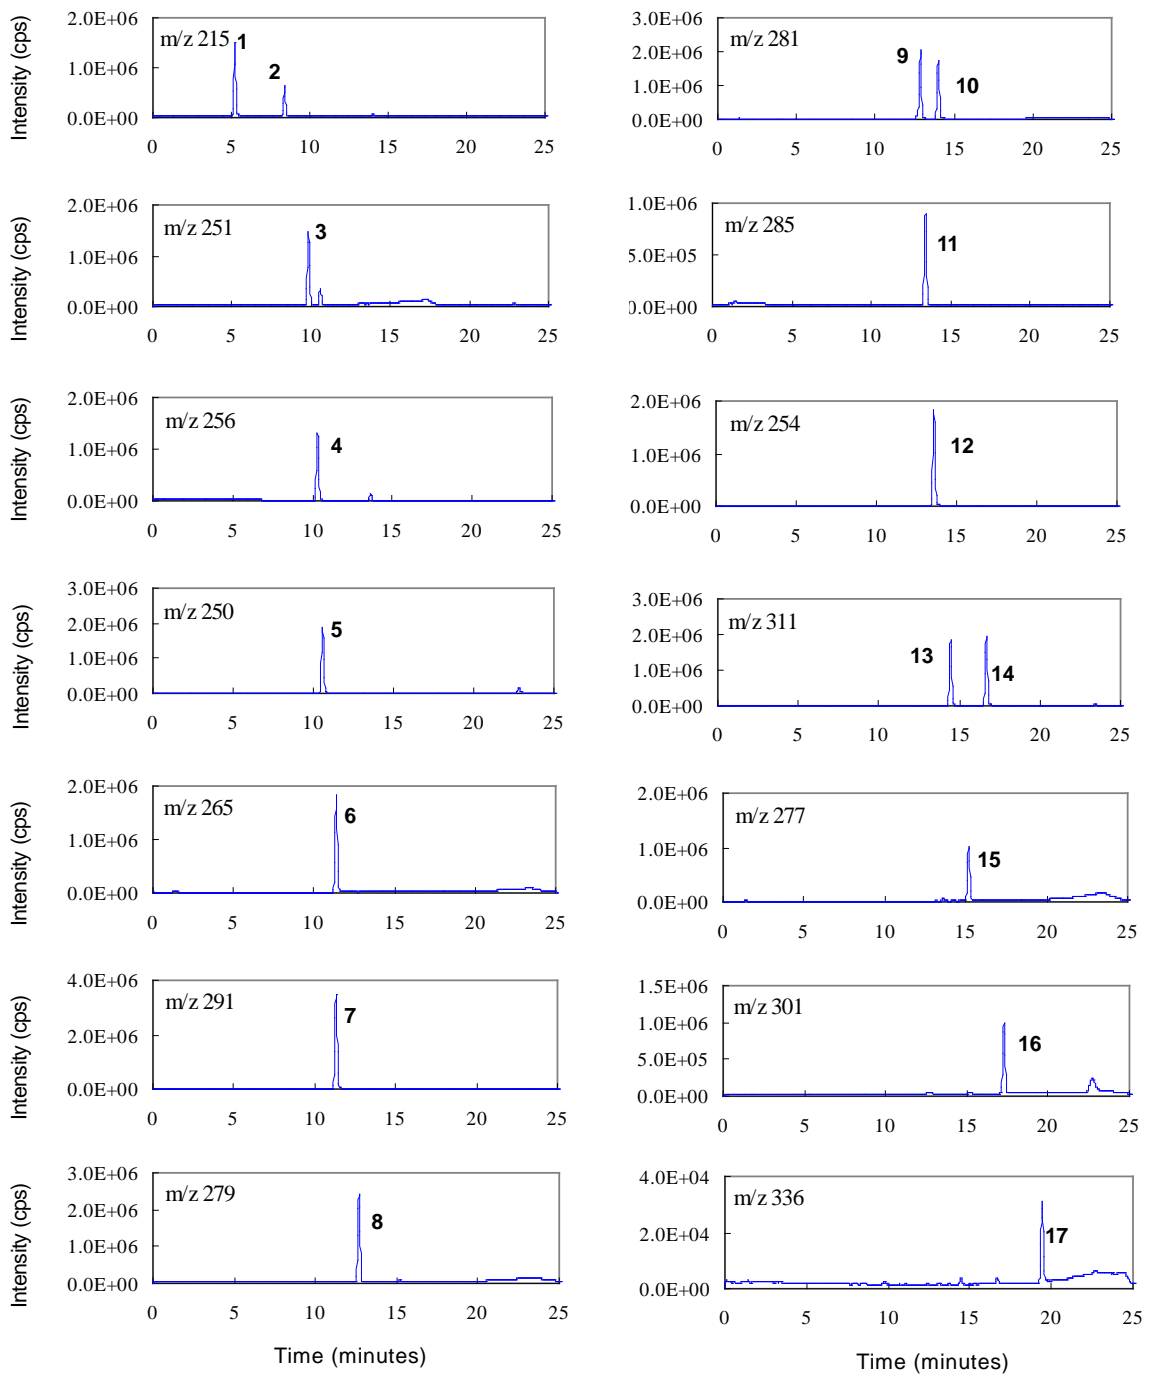 Intensity (cps)
2.0E+06
1.0E+06
0.0E+00
m/z 215
1
2
0 5 10 15 20 25
3.0E+06
2.0E+06
1.0E+06
0.0E+00
m/z 281
9
10
0 5 10 15 20 25
Intensity (cps)
2.0E+06
1.0E+06
0.0E+00
m/z 251
3
0 5 10 15 20 25
1.0E+06
5.0E+05
0.0E+00
m/z 285
11
0 5 10 15 20 25
Intensity (cps)
2.0E+06
1.0E+06
0.0E+00
m/z 256
4
0 5 10 15 20 25
2.0E+06
1.0E+06
0.0E+00
m/z 254
12
0 5 10 15 20 25
Intensity (cps)
3.0E+06
2.0E+06
1.0E+06
0.0E+00
m/z 250
5
0 5 10 15 20 25
3.0E+06
2.0E+06
1.0E+06
0.0E+00
m/z 311
13
14
0 5 10 15 20 25
Intensity (cps)
2.0E+06
1.0E+06
0.0E+00
m/z 265
6
0 5 10 15 20 25
2.0E+06
1.0E+06
0.0E+00
m/z 277
15
0 5 10 15 20 25
Intensity (cps)
4.0E+06
2.0E+06
0.0E+00
m/z 291
7
0 5 10 15 20 25
1.5E+06
1.0E+06
5.0E+05
0.0E+00
m/z 301
16
0 5 10 15 20 25
Intensity (cps)
3.0E+06
2.0E+06
1.0E+06
0.0E+00
m/z 279
8
0 5 10 15 20 25
Time (minutes)
4.0E+04
2.0E+04
0.0E+00
m/z 336
17
0 5 10 15 20 25
Time (minutes)